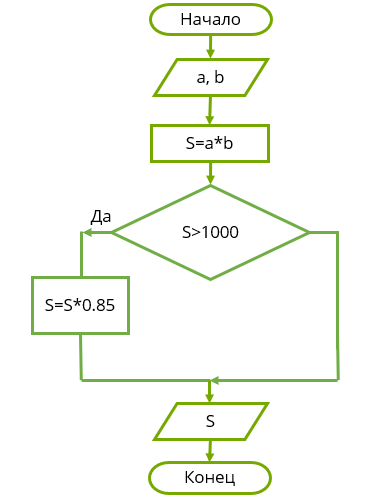 Начало
a, b
S=a*b
S>1000
Да
S=S*0.85
S
Конец